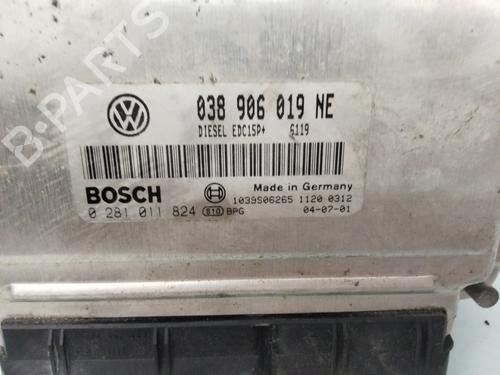 B-PARTS
038 906 019 NE
DIESEL EDC15P+ 6119
BOSCH
Made in Germany
1039S06265 1120 0312
0 281 011 824 810 BPG 04-07-01